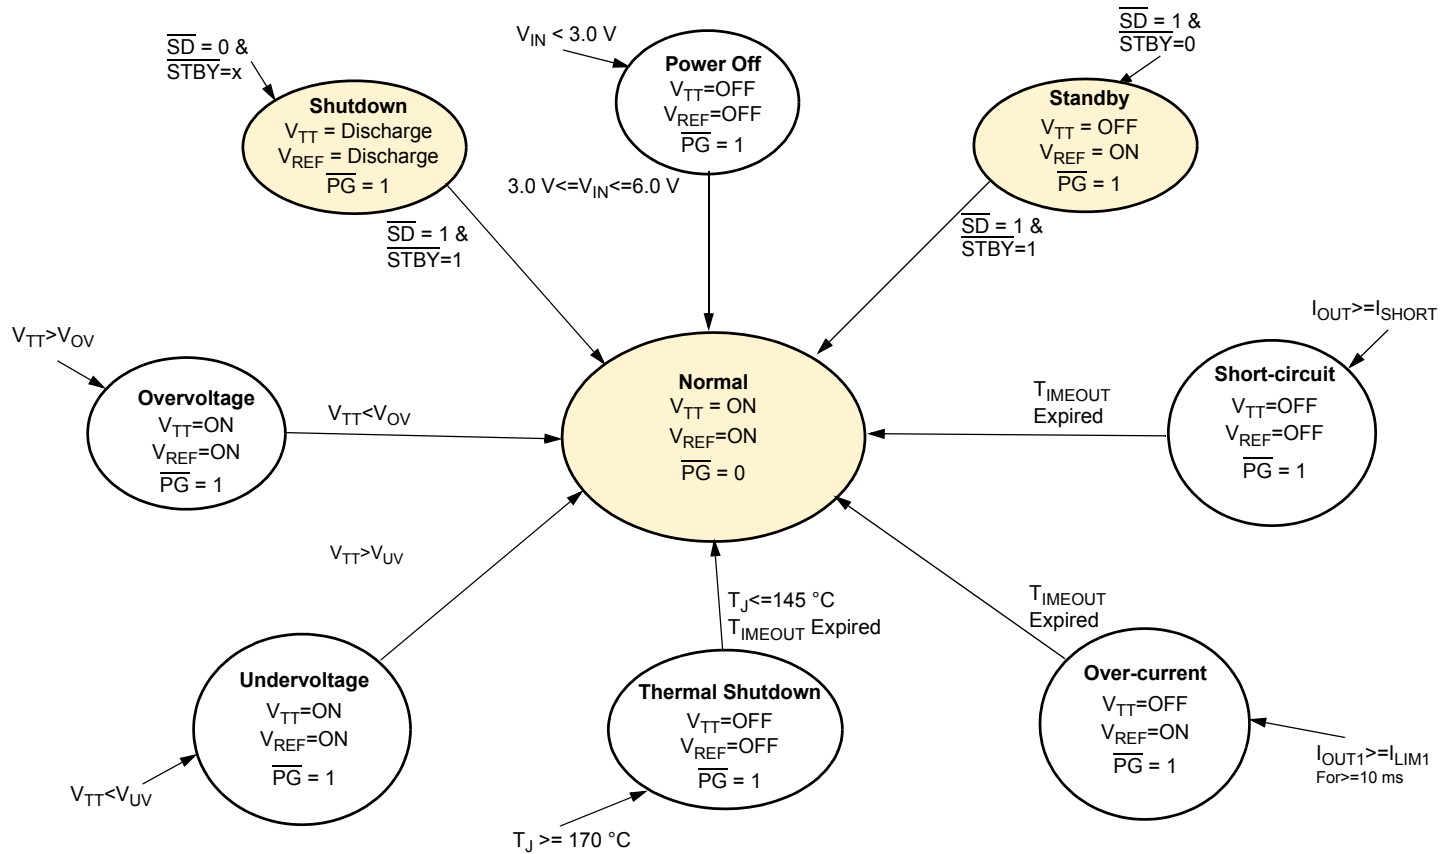 SD = 0 &
STBY=x
Shutdown
VTT = Discharge
VREF = Discharge
PG = 1
SD = 1 &
STBY=1
VIN < 3.0 V
Power Off
VTT=OFF
VREF=OFF
PG = 1
3.0 V<=VIN<=6.0 V
SD = 1 &
STBY=0
Standby
VTT = OFF
VREF = ON
PG = 1
SD = 1 &
STBY=1
VTT>VOV
Overvoltage
VTT=ON
VREF=ON
PG = 1
VTT<VOV
Normal
VTT = ON
VREF=ON
PG = 0
IOUT>=ISHORT
Short-circuit
VTT=OFF
VREF=OFF
PG = 1
TIMEOUT
Expired
VTT>VUV
Undervoltage
VTT=ON
VREF=ON
PG = 1
VTT<VUV
TJ<=145 °C
TIMEOUT Expired
Thermal Shutdown
VTT=OFF
VREF=OFF
PG = 1
TJ >= 170 °C
TIMEOUT
Expired
Over-current
VTT=OFF
VREF=ON
PG = 1
IOUT1>=ILIM1
For>=10 ms